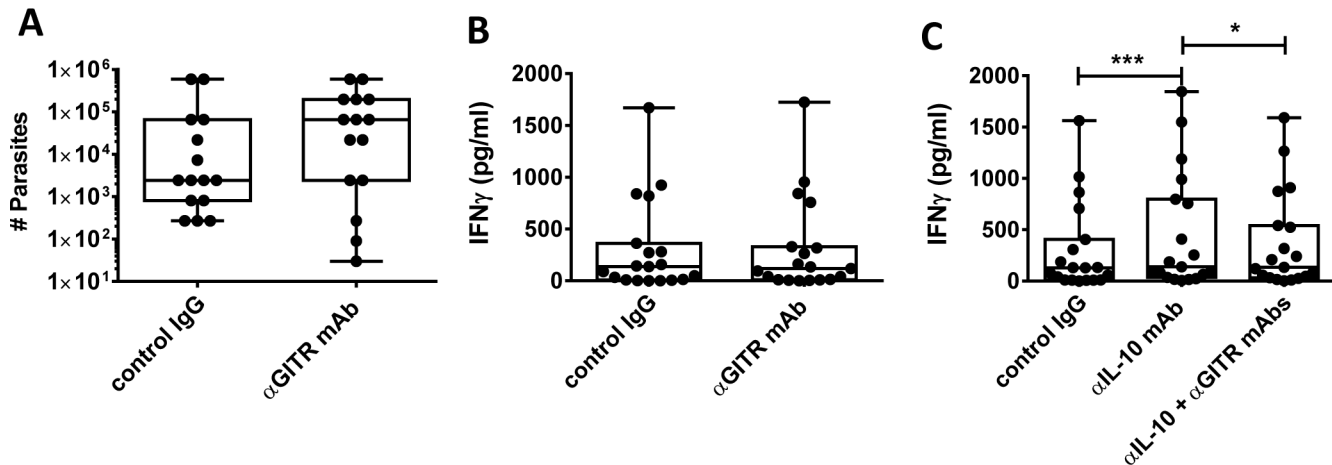 A
# Parasites
1×10⁶
1×10⁵
1×10⁴
1×10³
1×10²
1×10¹
control IgG
αGITR mAb
B
IFNγ (pg/ml)
2000
1500
1000
500
0
control IgG
αGITR mAb
C
*
***
IFNγ (pg/ml)
2000
1500
1000
500
0
control IgG
αIL-10 mAb
αIL-10 + αGITR mAbs